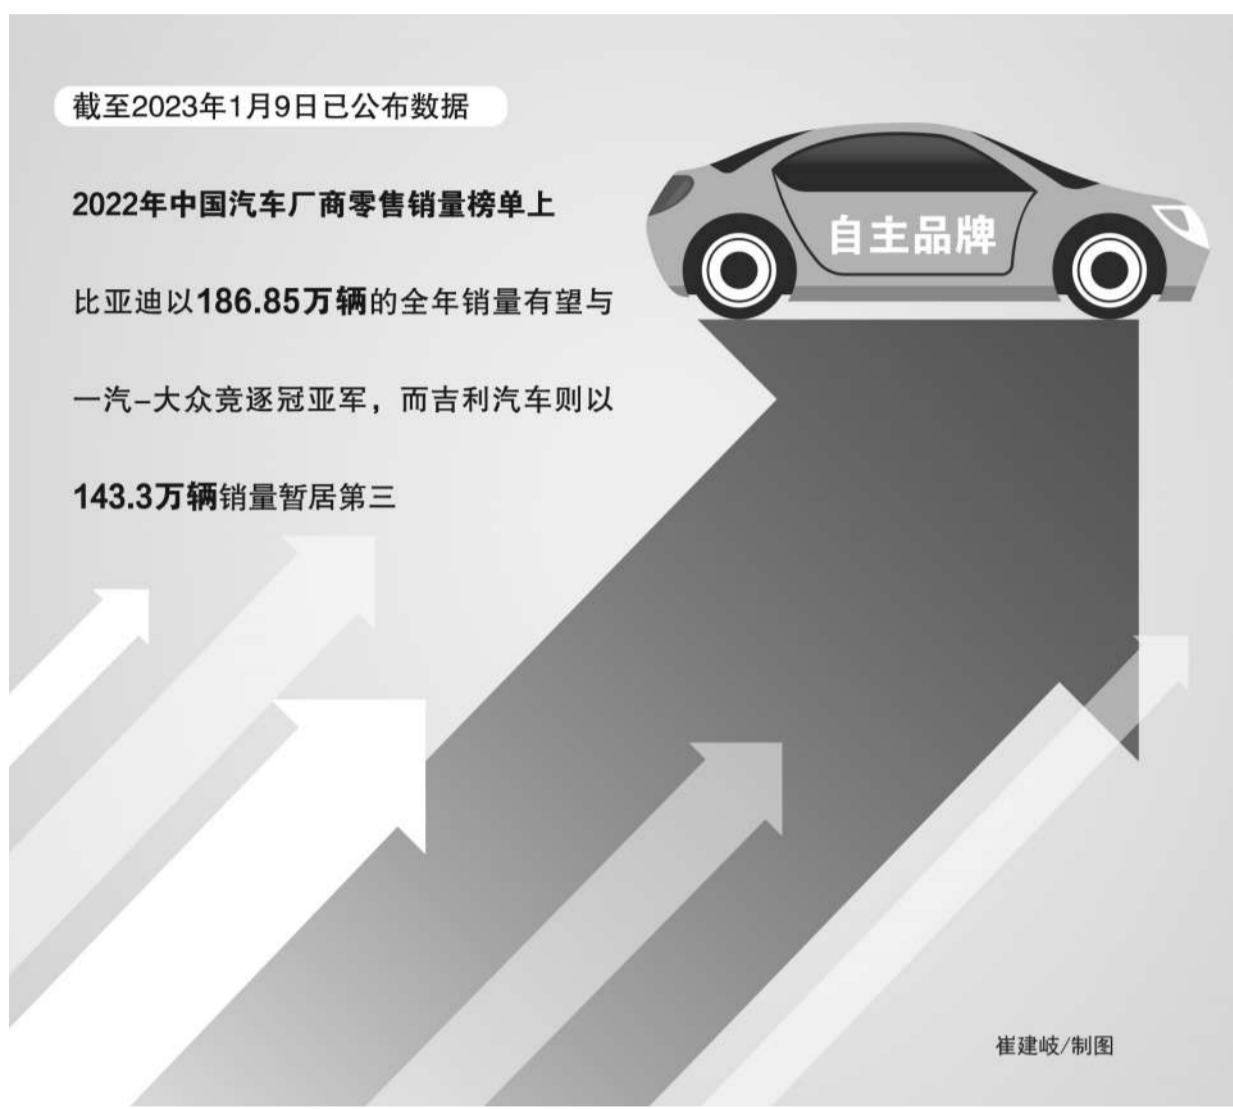 截至2023年1月9日已公布数据
2022年中国汽车厂商零售销量榜单上
比亚迪以186.85万辆的全年销量有望与
一汽–大众竞逐冠亚军，而吉利汽车则以
143.3万辆销量暂居第三
自主品牌
崔建岐/制图